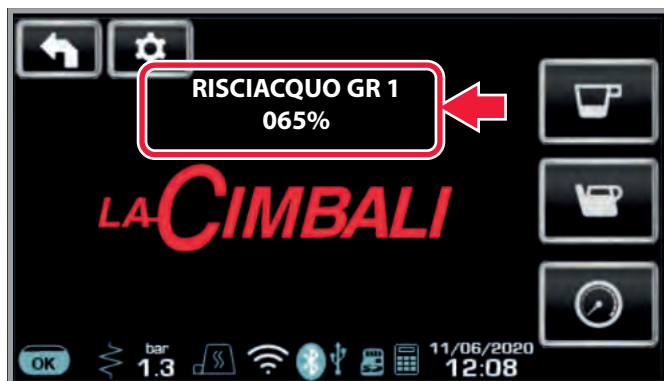 RISCIACQUO GR 1
065%
LA CIMBALI
OK
bar
1.3
11/06/2020
12:08